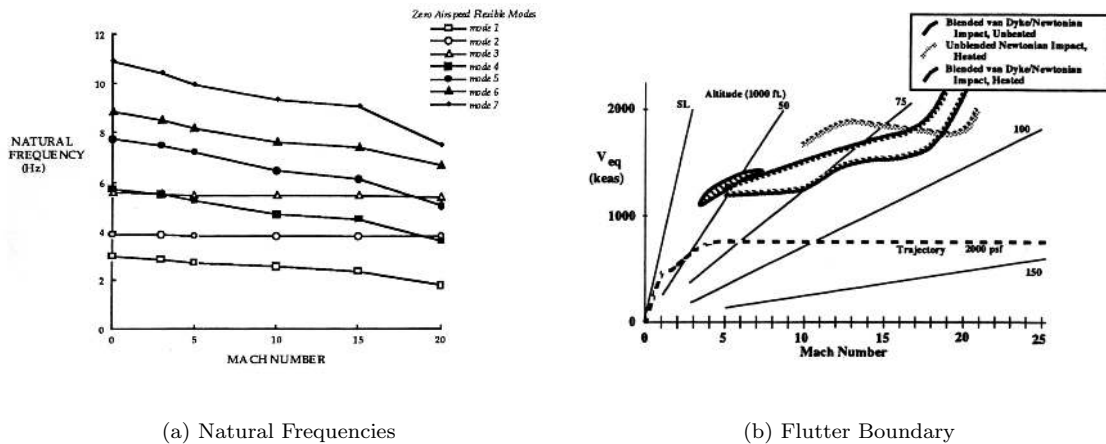 Zero Airspeed Flexible Modes
mode 1
mode 2
mode 3
mode 4
mode 5
mode 6
mode 7
12
10
8
6
4
2
0
NATURAL
FREQUENCY
(Hz)
0
5
10
15
20
MACH NUMBER
Blended van Dyke/Newtonian
Impact, Unheated
Unblended Newtonian Impact,
Heated
Blended van Dyke/Newtonian
Impact, Heated
Altitude (1000 ft.)
SL
50
75
100
150
2000
1000
0
V eq
(keas)
Trajectory 2000 psf
0
5
10
15
20
25
Mach Number
(a) Natural Frequencies
(b) Flutter Boundary